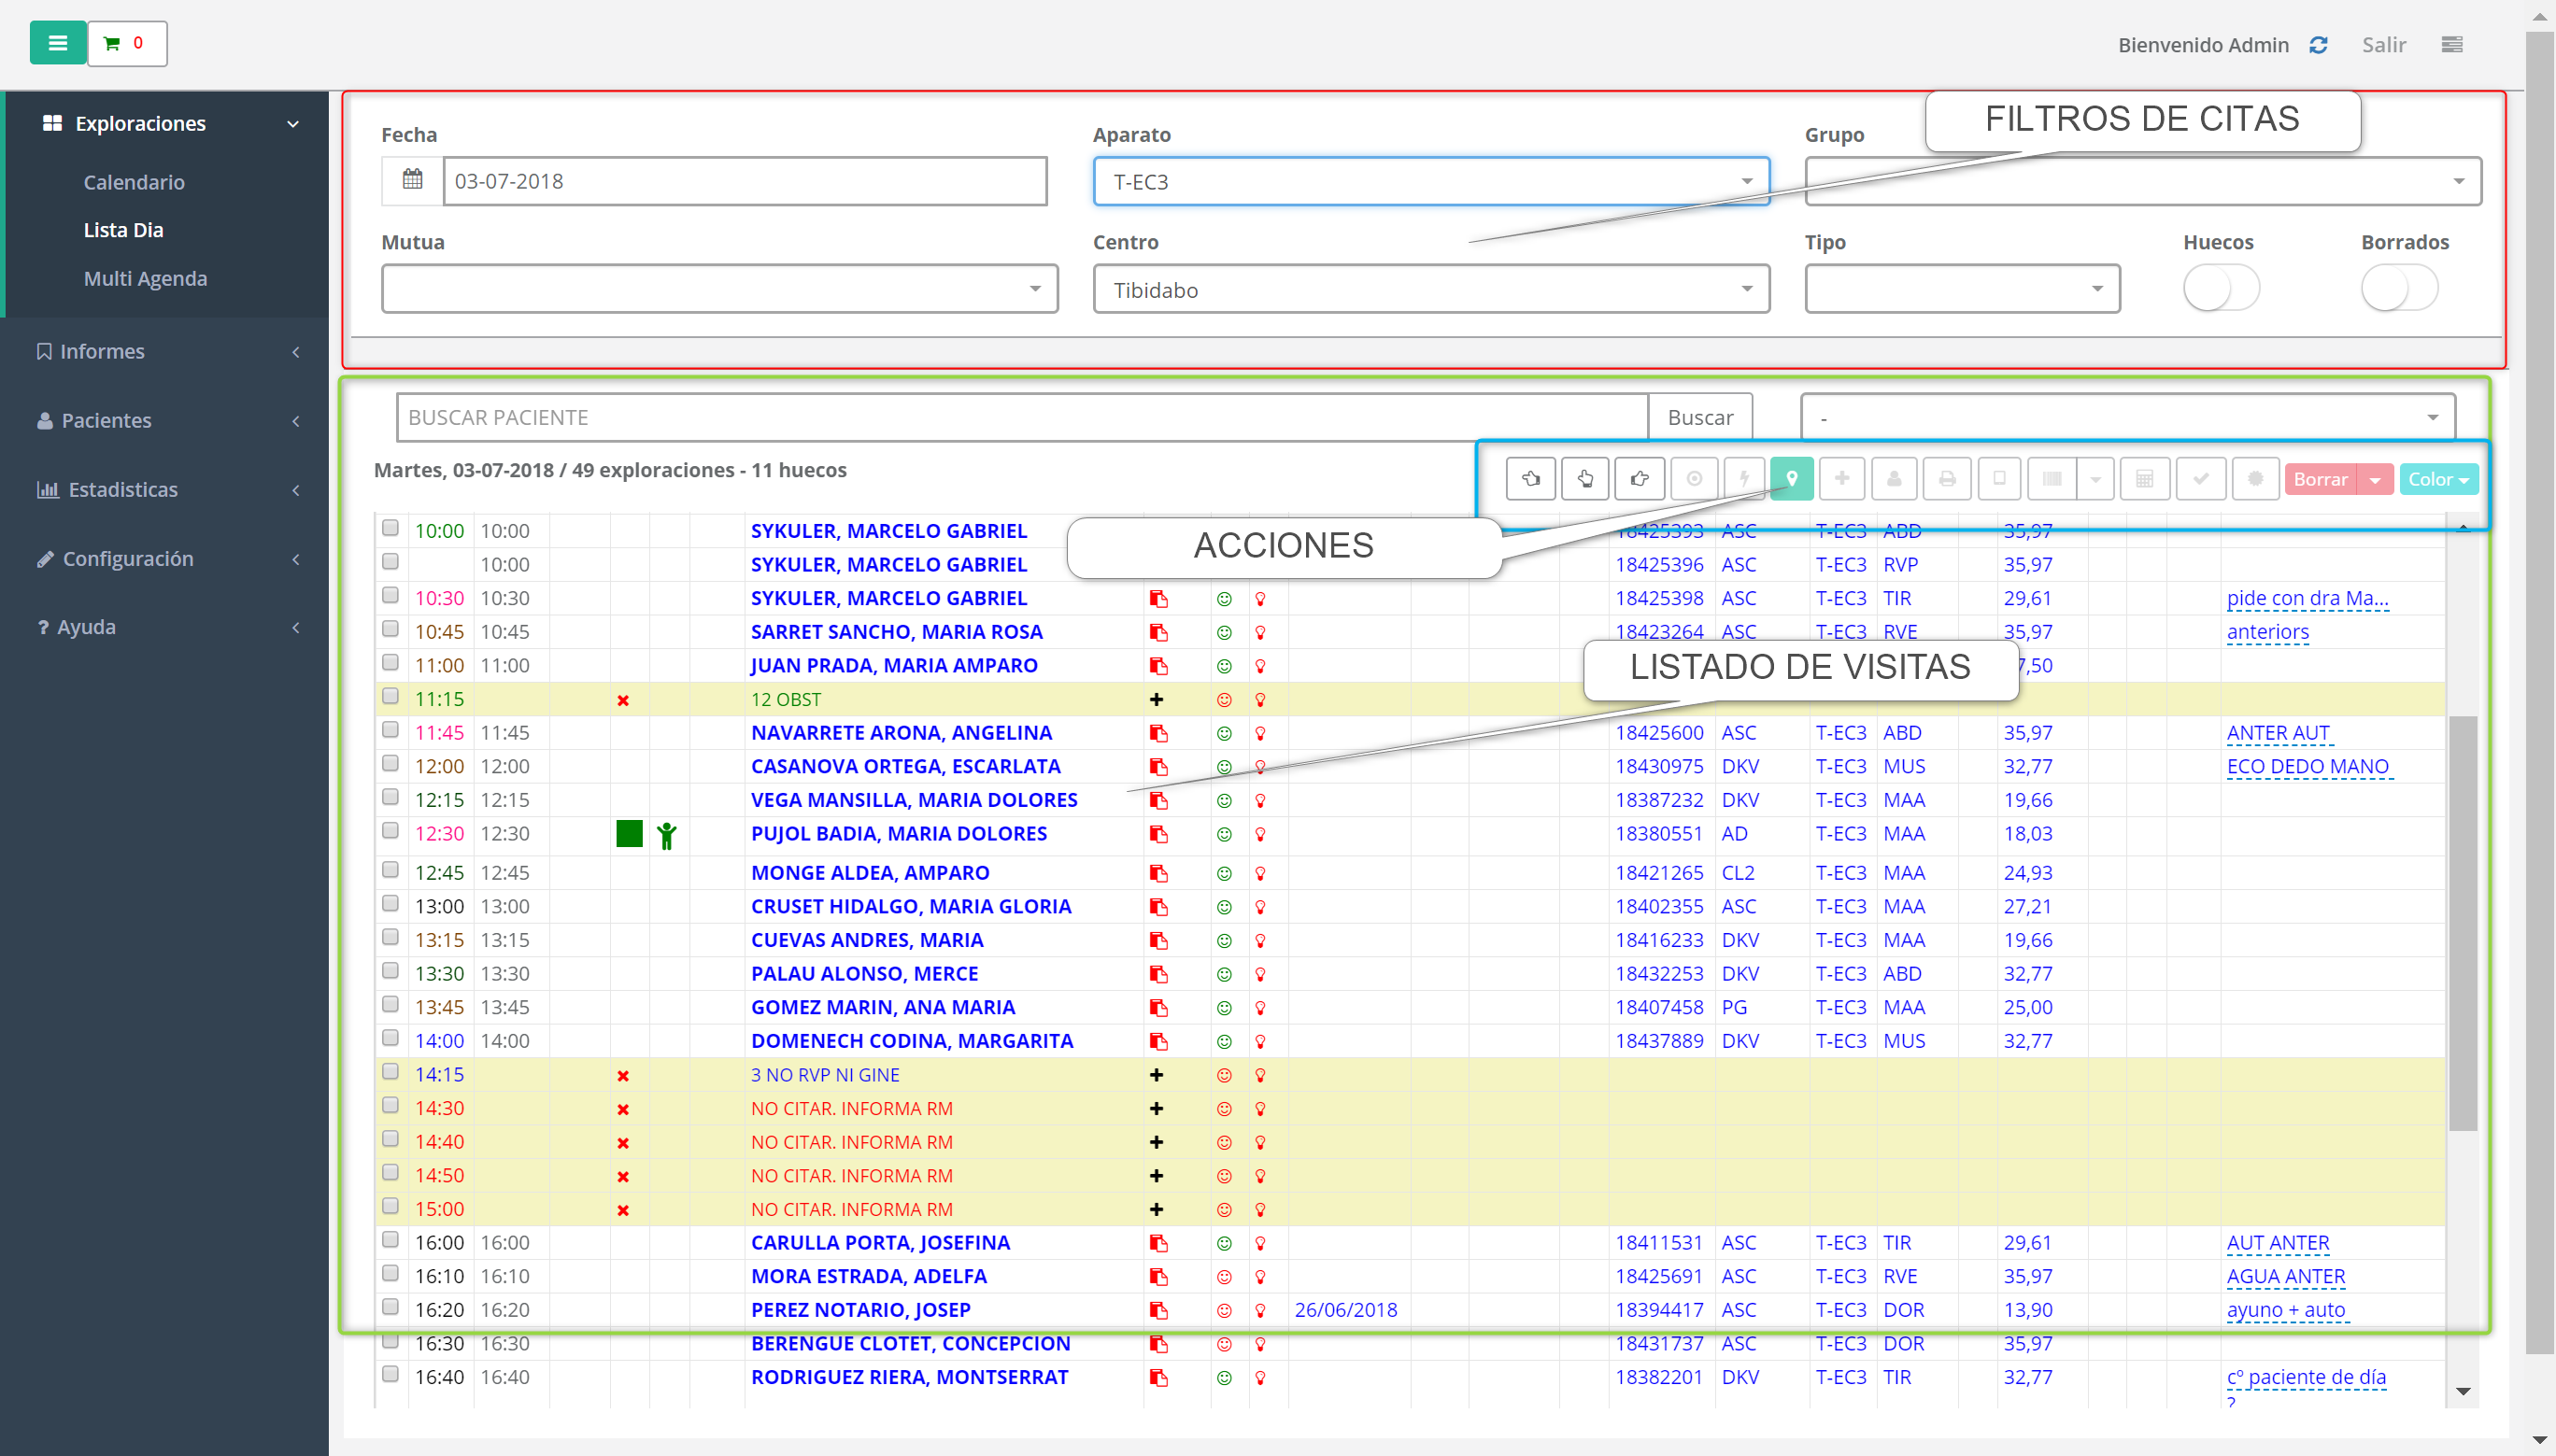 0
Bienvenido Admin
Salir
Exploraciones
Calendario
Lista Dia
Multi Agenda
Informes
Pacientes
Estadisticas
Configuración
? Ayuda
FILTROS DE CITAS
Fecha
Aparato
Grupo
03-07-2018
T-EC3
Mutua
Centro
Tipo
Huecos
Borrados
Tibidabo
BUSCAR PACIENTE
Buscar
-
Martes, 03-07-2018 / 49 exploraciones - 11 huecos
Borrar
Color
ACCIONES
LISTADO DE VISITAS
10:00 10:00 SYKULER, MARCELO GABRIEL 18425393 ASC T-EC3 ABD 35,97
10:00 SYKULER, MARCELO GABRIEL 18425396 ASC T-EC3 RVP 35,97
10:30 10:30 SYKULER, MARCELO GABRIEL 18425398 ASC T-EC3 TIR 29,61 pide con dra Ma...
10:45 10:45 SARRET SANCHO, MARIA ROSA 18423264 ASC T-EC3 RVE 35,97 anteriors
11:00 11:00 JUAN PRADA, MARIA AMPARO 7,50
11:15 12 OBST
11:45 11:45 NAVARRETE ARONA, ANGELINA 18425600 ASC T-EC3 ABD 35,97 ANTER AUT
12:00 12:00 CASANOVA ORTEGA, ESCARLATA 18430975 DKV T-EC3 MUS 32,77 ECO DEDO MANO
12:15 12:15 VEGA MANSILLA, MARIA DOLORES 18387232 DKV T-EC3 MAA 19,66
12:30 12:30 PUJOL BADIA, MARIA DOLORES 18380551 AD T-EC3 MAA 18,03
12:45 12:45 MONGE ALDEA, AMPARO 18421265 CL2 T-EC3 MAA 24,93
13:00 13:00 CRUSET HIDALGO, MARIA GLORIA 18402355 ASC T-EC3 MAA 27,21
13:15 13:15 CUEVAS ANDRES, MARIA 18416233 DKV T-EC3 MAA 19,66
13:30 13:30 PALAU ALONSO, MERCE 18432253 DKV T-EC3 ABD 32,77
13:45 13:45 GOMEZ MARIN, ANA MARIA 18407458 PG T-EC3 MAA 25,00
14:00 14:00 DOMENECH CODINA, MARGARITA 18437889 DKV T-EC3 MUS 32,77
14:15 3 NO RVP NI GINE
14:30 NO CITAR. INFORMA RM
14:40 NO CITAR. INFORMA RM
14:50 NO CITAR. INFORMA RM
15:00 NO CITAR. INFORMA RM
16:00 16:00 CARULLA PORTA, JOSEFINA 18411531 ASC T-EC3 TIR 29,61 AUT ANTER
16:10 16:10 MORA ESTRADA, ADELFA 18425691 ASC T-EC3 RVE 35,97 AGUA ANTER
16:20 16:20 PEREZ NOTARIO, JOSEP 26/06/2018 18394417 ASC T-EC3 DOR 13,90 ayuno + auto
16:30 16:30 BERENGUE CLOTET, CONCEPCION 18431737 ASC T-EC3 DOR 35,97
16:40 16:40 RODRIGUEZ RIERA, MONTSERRAT 18382201 DKV T-EC3 TIR 32,77 cº paciente de día
?